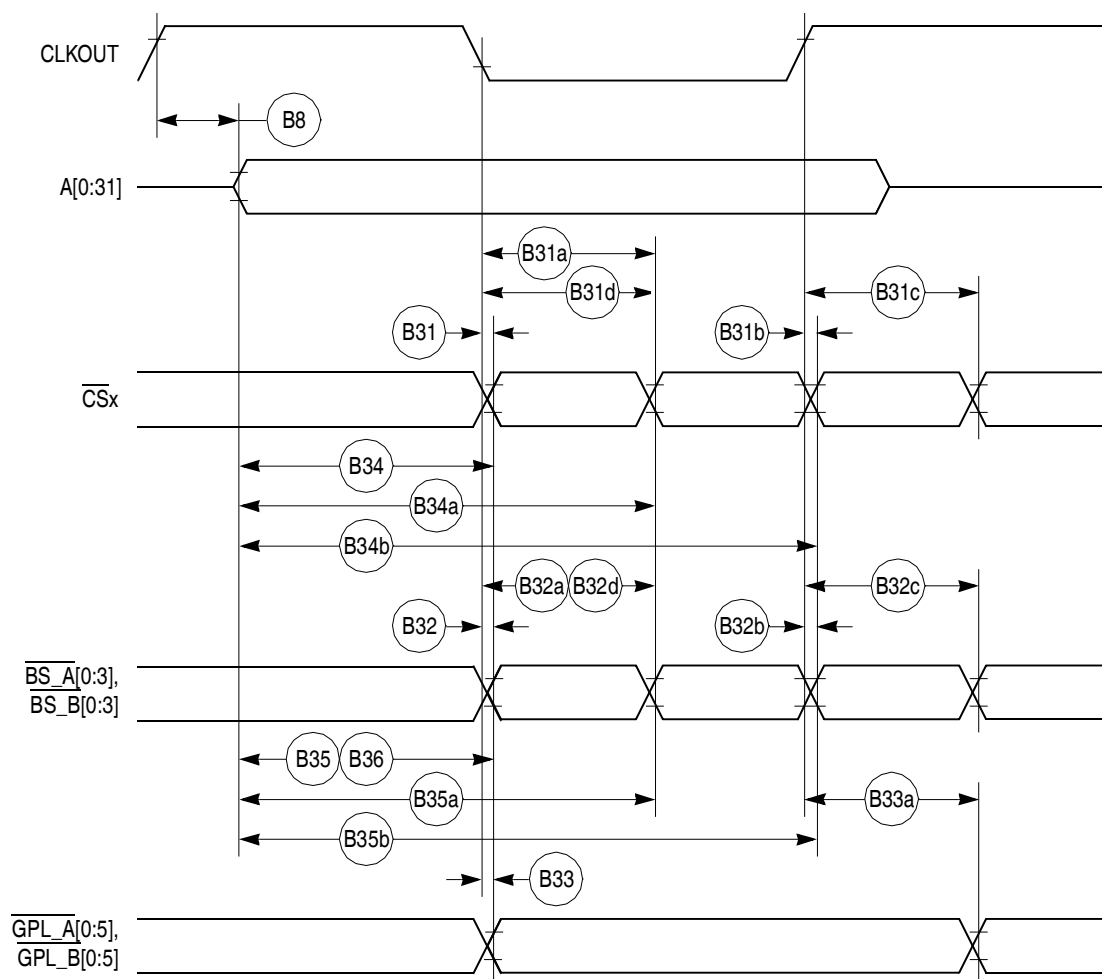 CLKOUT
B8
A[0:31]
B31a
B31d
B31c
B31
B31b
CSx
B34
B34a
B34b
B32a B32d
B32c
B32
B32b
BS_A[0:3],
BS_B[0:3]
B35 B36
B35a
B33a
B35b
B33
GPL_A[0:5],
GPL_B[0:5]